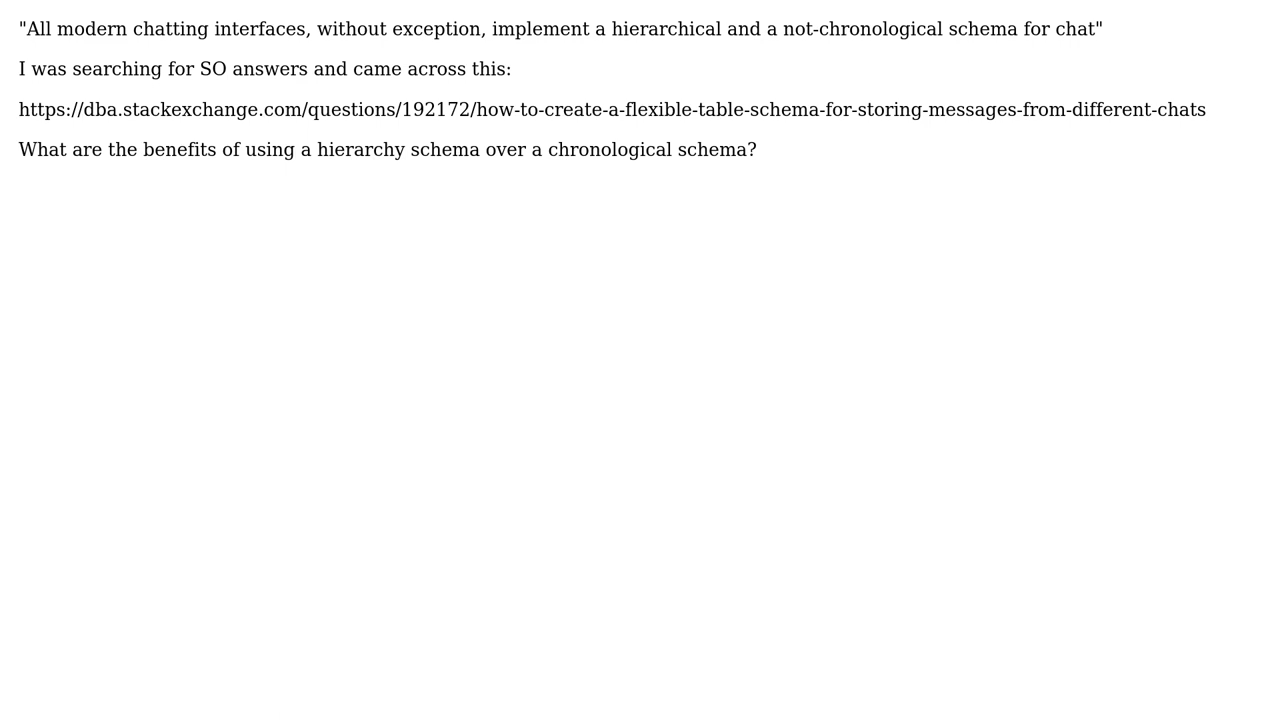 "All modern chatting interfaces, without exception, implement a hierarchical and a not-chronological schema for chat"
I was searching for SO answers and came across this:
https://dba.stackexchange.com/questions/192172/how-to-create-a-flexible-table-schema-for-storing-messages-from-different-chats
What are the benefits of using a hierarchy schema over a chronological schema?